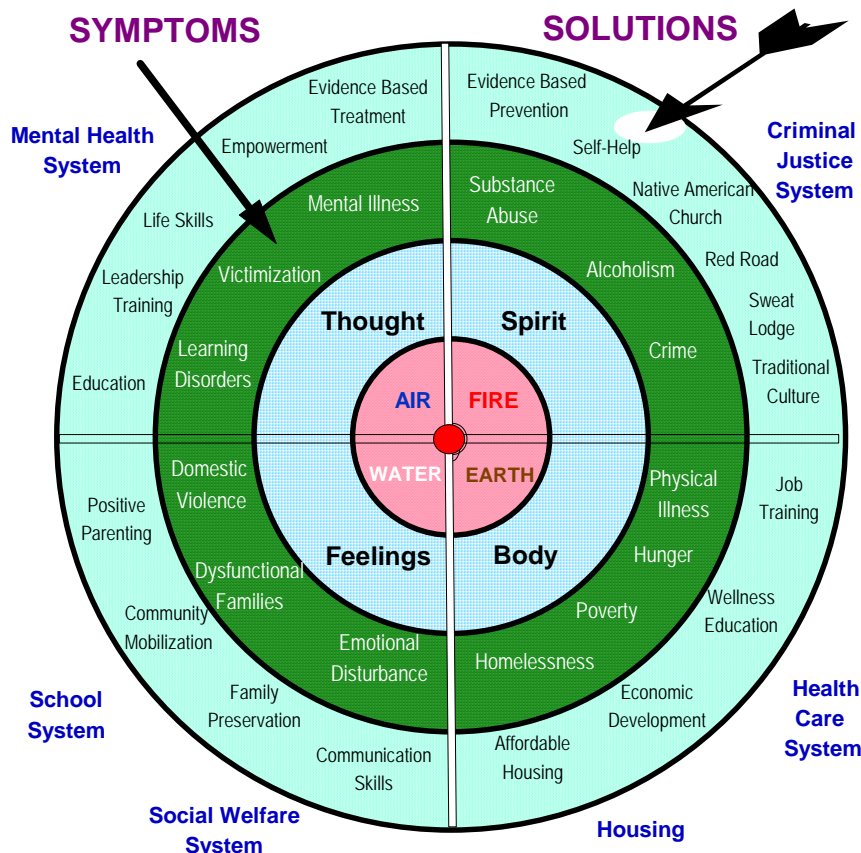 SYMPTOMS
SOLUTIONS
Mental Health
System
Criminal
Justice
System
Evidence Based
Treatment
Empowerment
Life Skills
Leadership
Training
Education
Evidence Based
Prevention
Self-Help
Native American
Church
Red Road
Sweat
Lodge
Traditional
Culture
Mental Illness
Victimization
Learning
Disorders
Substance
Abuse
Alcoholism
Crime
Thought
Spirit
AIR
FIRE
WATER
EARTH
Feelings
Body
Domestic
Violence
Dysfunctional
Families
Emotional
Disturbance
Physical
Illness
Hunger
Poverty
Homelessness
Positive
Parenting
Community
Mobilization
Family
Preservation
Communication
Skills
Job
Training
Wellness
Education
Economic
Development
Affordable
Housing
School
System
Social Welfare
System
Housing
Health
Care
System